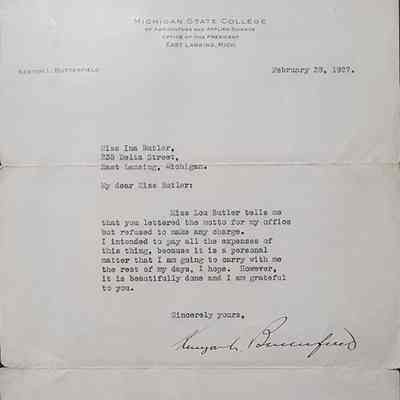 MICHIGAN STATE COLLEGE
OF AGRICULTURE AND APPLIED SCIENCE
OFFICE OF THE PRESIDENT
EAST LANSING, MICH.
KENYON L. BUTTERFIELD
February 28, 1927.
Miss Ina Butler,
238 Delta Street,
East Lansing, Michigan.
My dear Miss Butler:
Miss Lou Butler tells me
that you lettered the motto for my office
but refused to make any charge.
I intended to pay all the expenses of
this thing, because it is a personal
matter that I am going to carry with me
the rest of my days, I hope. However,
it is beautifully done and I am grateful
to you.
Sincerely yours,
Kenyon L. Butterfield